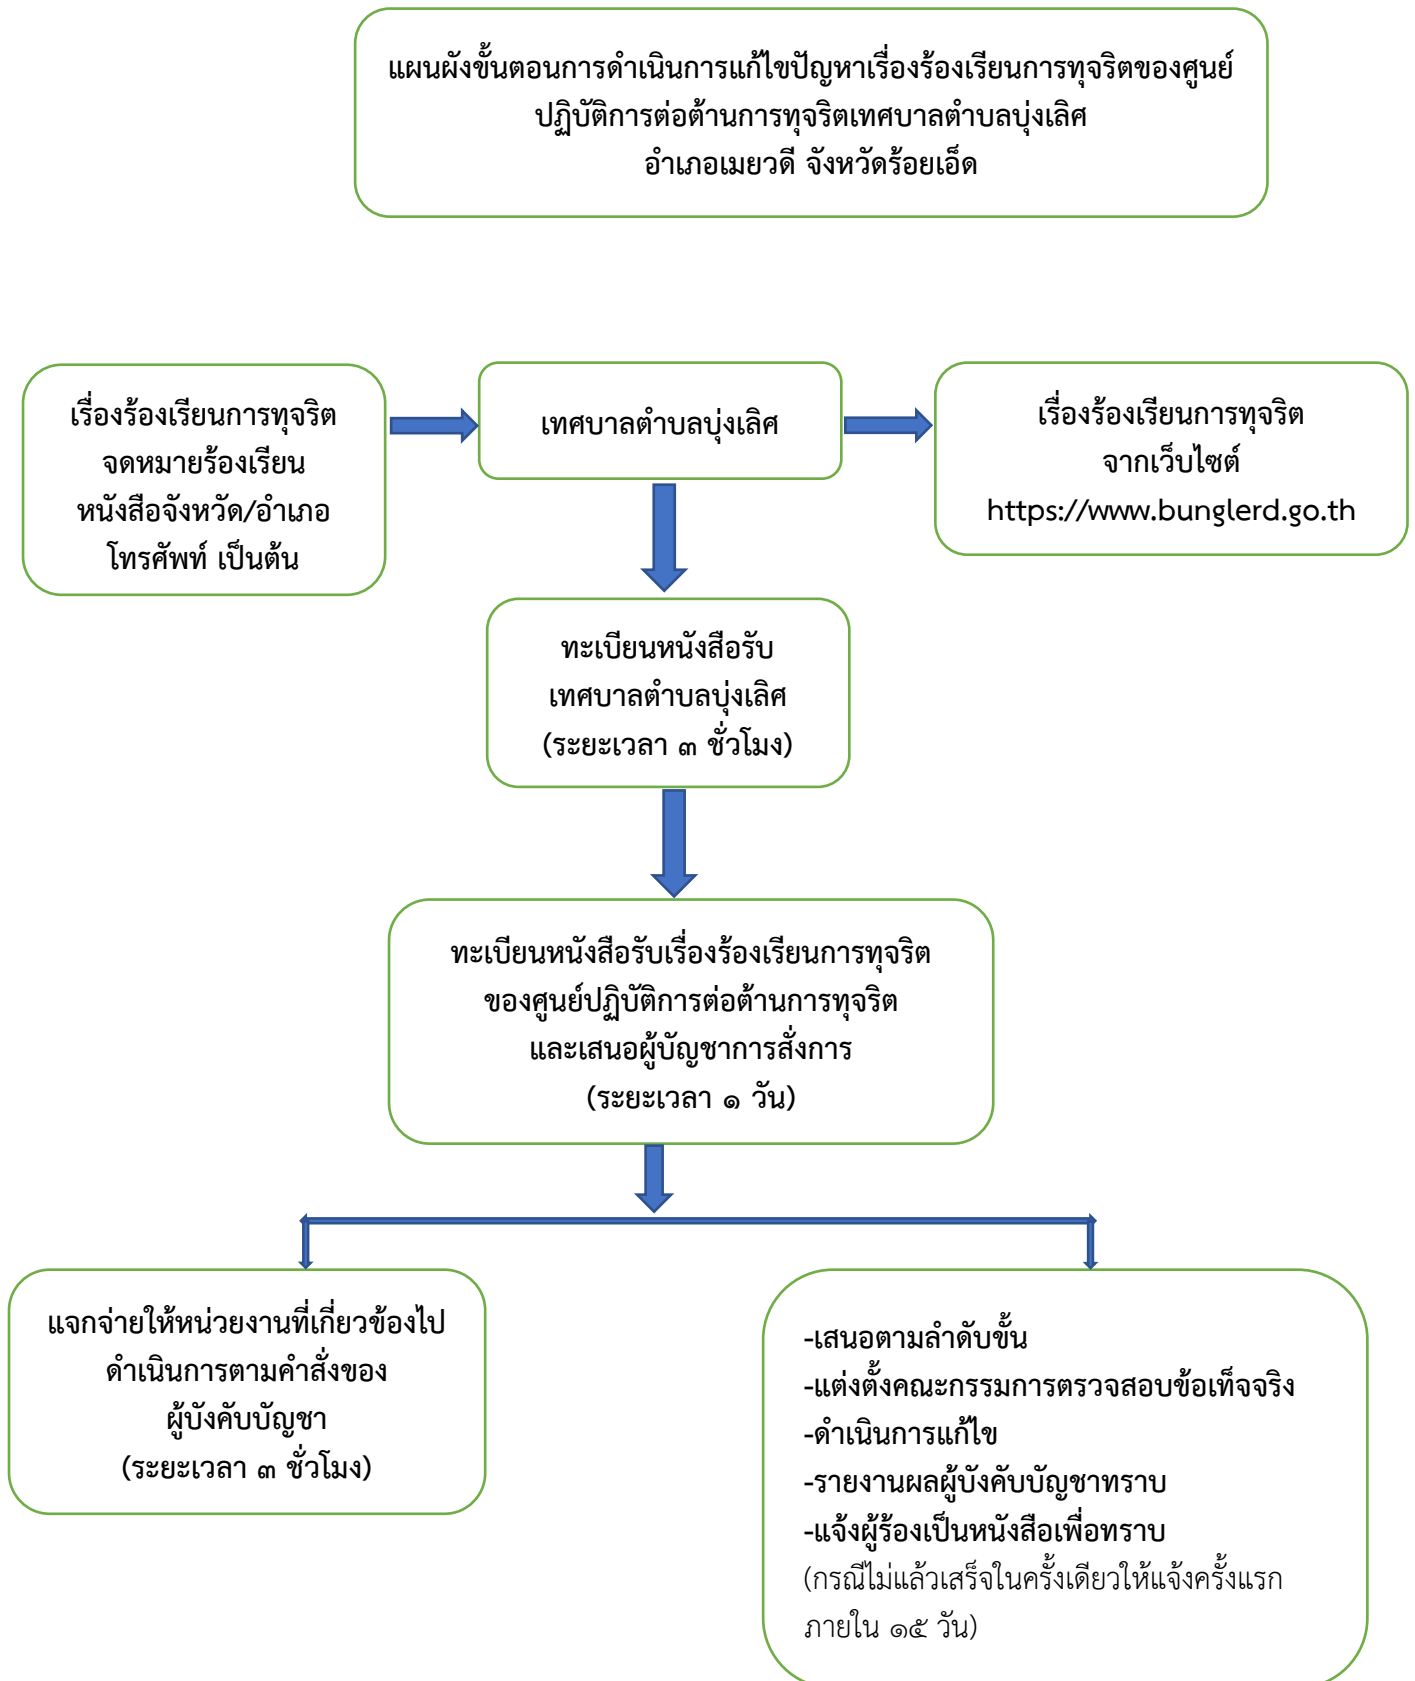 แผนผังขั้นตอนการดำเนินการแก้ไขปัญหาเรื่องร้องเรียนการทุจริตของศูนย์
ปฏิบัติการต่อต้านการทุจริตเทศบาลตำบลบุ่งเลิศ
อำเภอเมยวดี จังหวัดร้อยเอ็ด
เรื่องร้องเรียนการทุจริต
จดหมายร้องเรียน
หนังสือจังหวัด/อำเภอ
โทรศัพท์ เป็นต้น
เทศบาลตำบลบุ่งเลิศ
เรื่องร้องเรียนการทุจริต
จากเว็บไซต์
https://www.bunglerd.go.th
ทะเบียนหนังสือรับ
เทศบาลตำบลบุ่งเลิศ
(ระยะเวลา ๓ ชั่วโมง)
ทะเบียนหนังสือรับเรื่องร้องเรียนการทุจริต
ของศูนย์ปฏิบัติการต่อต้านการทุจริต
และเสนอผู้บัญชาการสั่งการ
(ระยะเวลา ๑ วัน)
แจกจ่ายให้หน่วยงานที่เกี่ยวข้องไป
ดำเนินการตามคำสั่งของ
ผู้บังคับบัญชา
(ระยะเวลา ๓ ชั่วโมง)
-เสนอตามลำดับขั้น
-แต่งตั้งคณะกรรมการตรวจสอบข้อเท็จจริง
-ดำเนินการแก้ไข
-รายงานผลผู้บังคับบัญชาทราบ
-แจ้งผู้ร้องเป็นหนังสือเพื่อทราบ
(กรณีไม่แล้วเสร็จในครั้งเดียวให้แจ้งครั้งแรก
ภายใน ๑๕ วัน)